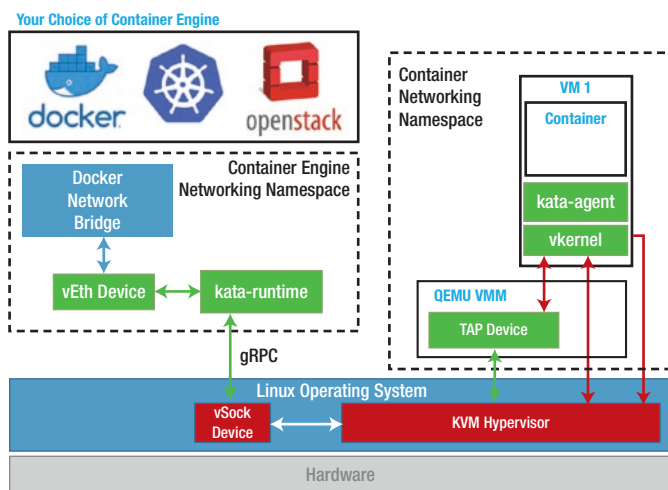 Your Choice of Container Engine
docker
openstack
Container Engine
Networking Namespace
Docker
Network
Bridge
vEth Device
kata-runtime
gRPC
Container
Networking
Namespace
VM 1
Container
kata-agent
vkernel
QEMU VMM
TAP Device
Linux Operating System
vSock
Device
KVM Hypervisor
Hardware